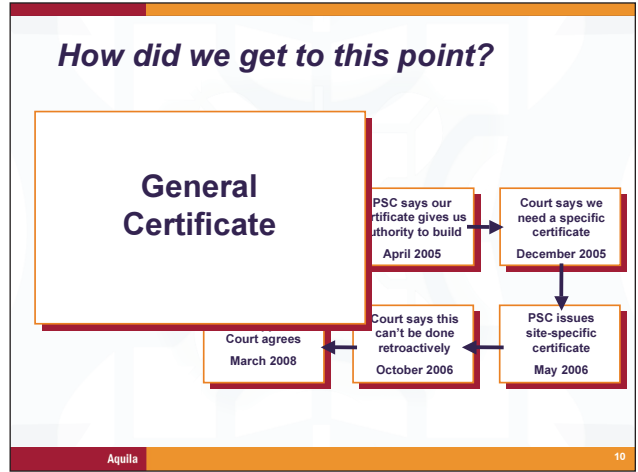 How did we get to this point?
General
Certificate
PSC says our
gives us
to build
April 2005
Court says we
need a specific
certificate
December 2005
PSC issues
site-specific
certificate
May 2006
Court says this
can't be done
retroactively
October 2006
Court agrees
March 2008
Aquila
10